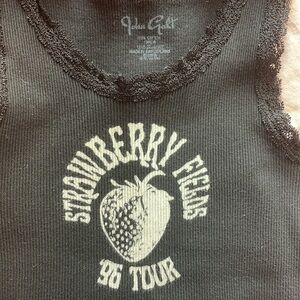 John Galt
STRAWBERRY FIELDS
'96 TOUR